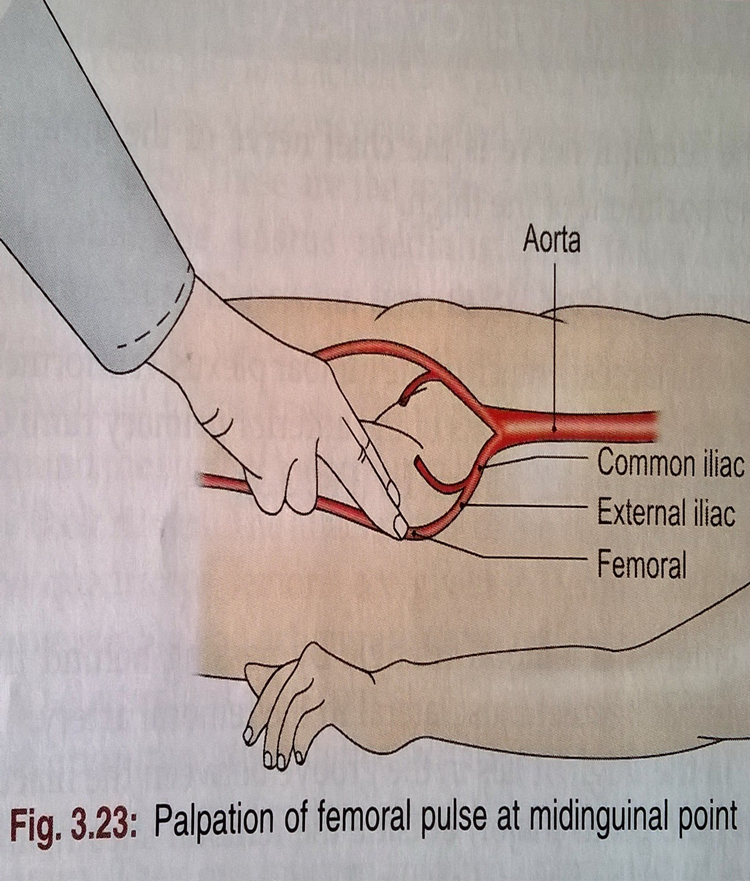 Aorta
Common iliac
External iliac
Femoral
Fig. 3.23: Palpation of femoral pulse at midinguinal point